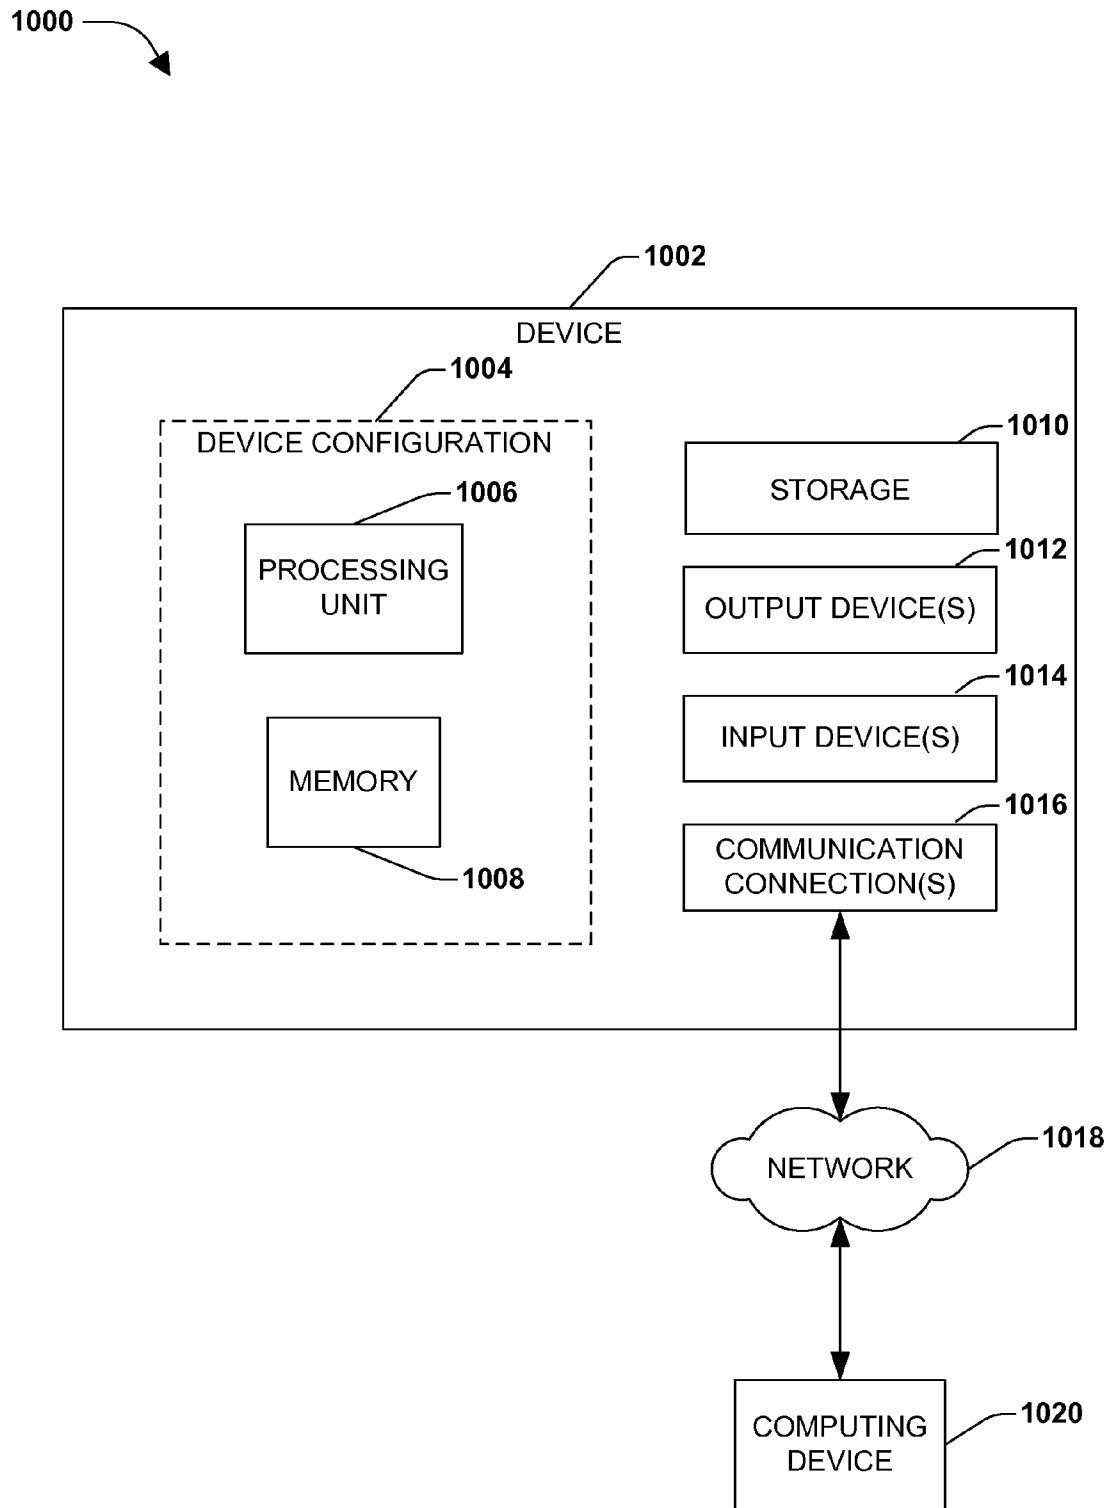 1000
1002
DEVICE
1004
DEVICE CONFIGURATION
1006
PROCESSING
UNIT
MEMORY
1008
1010
STORAGE
1012
OUTPUT DEVICE(S)
1014
INPUT DEVICE(S)
1016
COMMUNICATION
CONNECTION(S)
NETWORK
1018
COMPUTING
DEVICE
1020